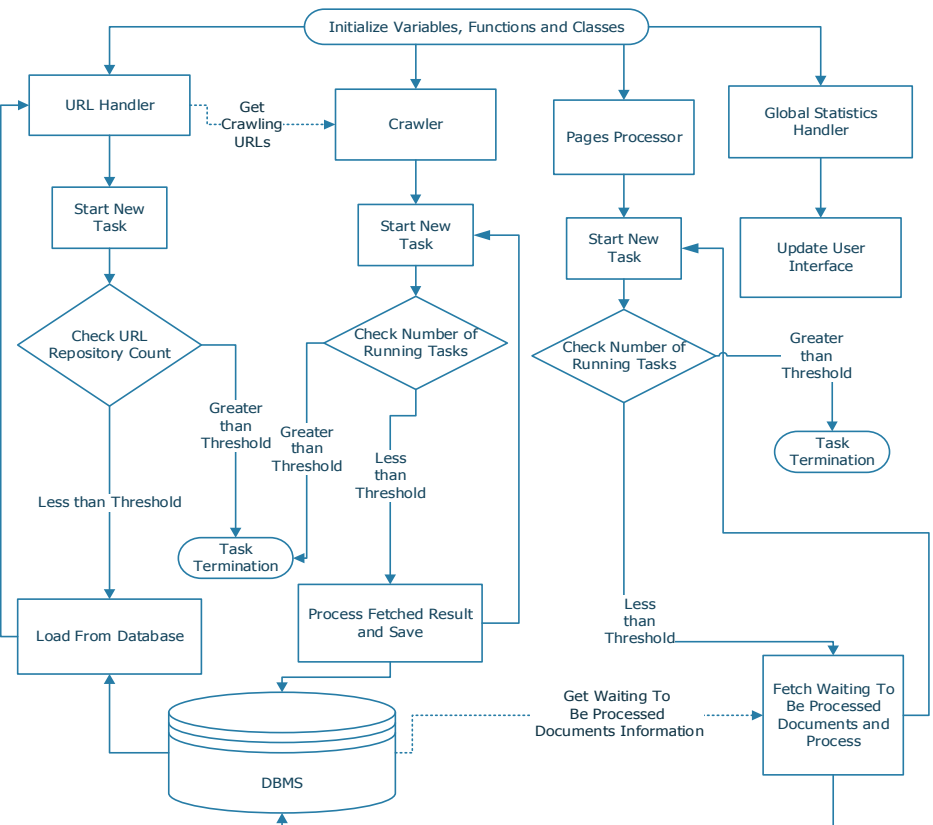 Initialize Variables, Functions and Classes
URL Handler
Get
Crawling
URLs
Crawler
Pages Processor
Global Statistics
Handler
Start New
Task
Start New
Task
Start New
Task
Update User
Interface
Check URL
Repository Count
Check Number of
Running Tasks
Check Number of
Running Tasks
Greater
than
Threshold
Greater
than
Threshold
Greater
than
Threshold
Less
than
Threshold
Task
Termination
Less than Threshold
Task
Termination
Less
than
Threshold
Load From Database
Process Fetched Result
and Save
Get Waiting To
Be Processed
Documents Information
Fetch Waiting To
Be Processed
Documents and
Process
DBMS